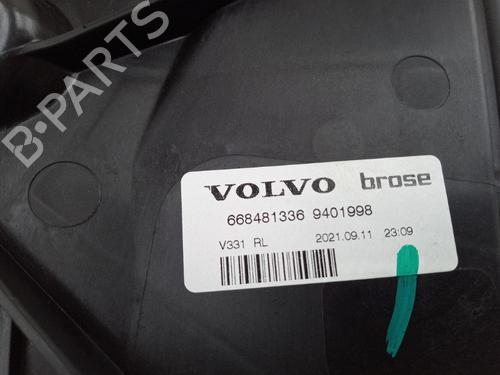 B-PARTS
VOLVO brose
668481336 9401998
V331 RL 2021.09.11 23:09